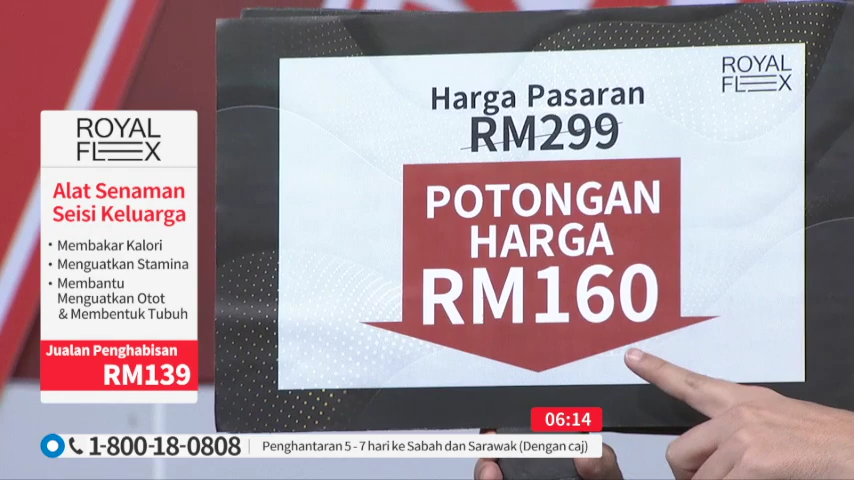 ROYAL
FLEX
Harga Pasaran
RM299
POTONGAN
HARGA
RM160
ROYAL
FLEX
Alat Senaman
Seisi Keluarga
• Membakar Kalori
• Menguatkan Stamina
• Membantu
Menguatkan Otot
& Membentuk Tubuh
Jualan Penghabisan
RM139
06:14
1-800-18-0808
Penghantaran 5 - 7 hari ke Sabah dan Sarawak (Dengan caj)